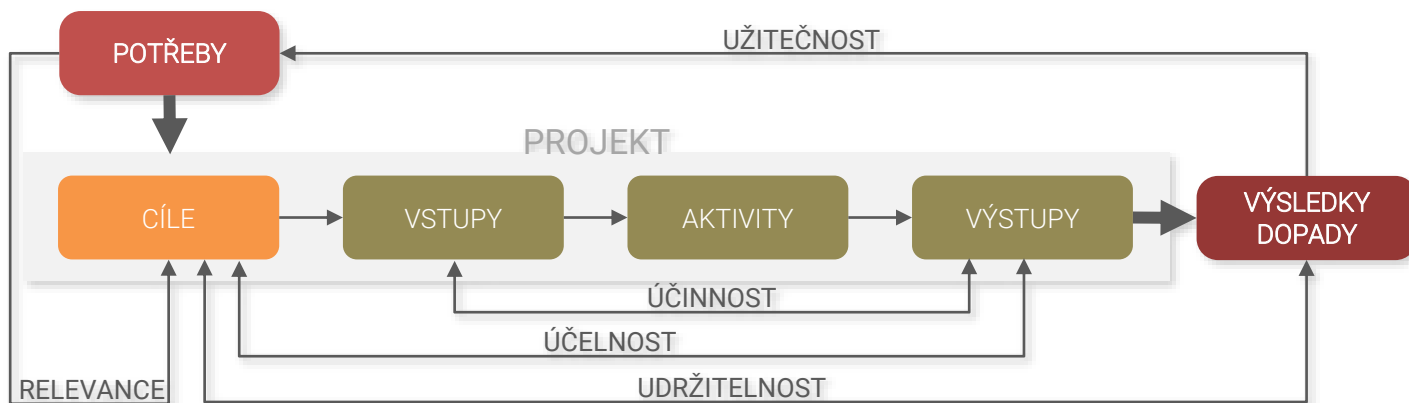 UŽITEČNOST
POTŘEBY
PROJEKT
CÍLE
VSTUPY
AKTIVITY
VÝSTUPY
VÝSLEDKY
DOPADY
ÚČINNOST
ÚČELNOST
RELEVANCE
UDRŽITELNOST